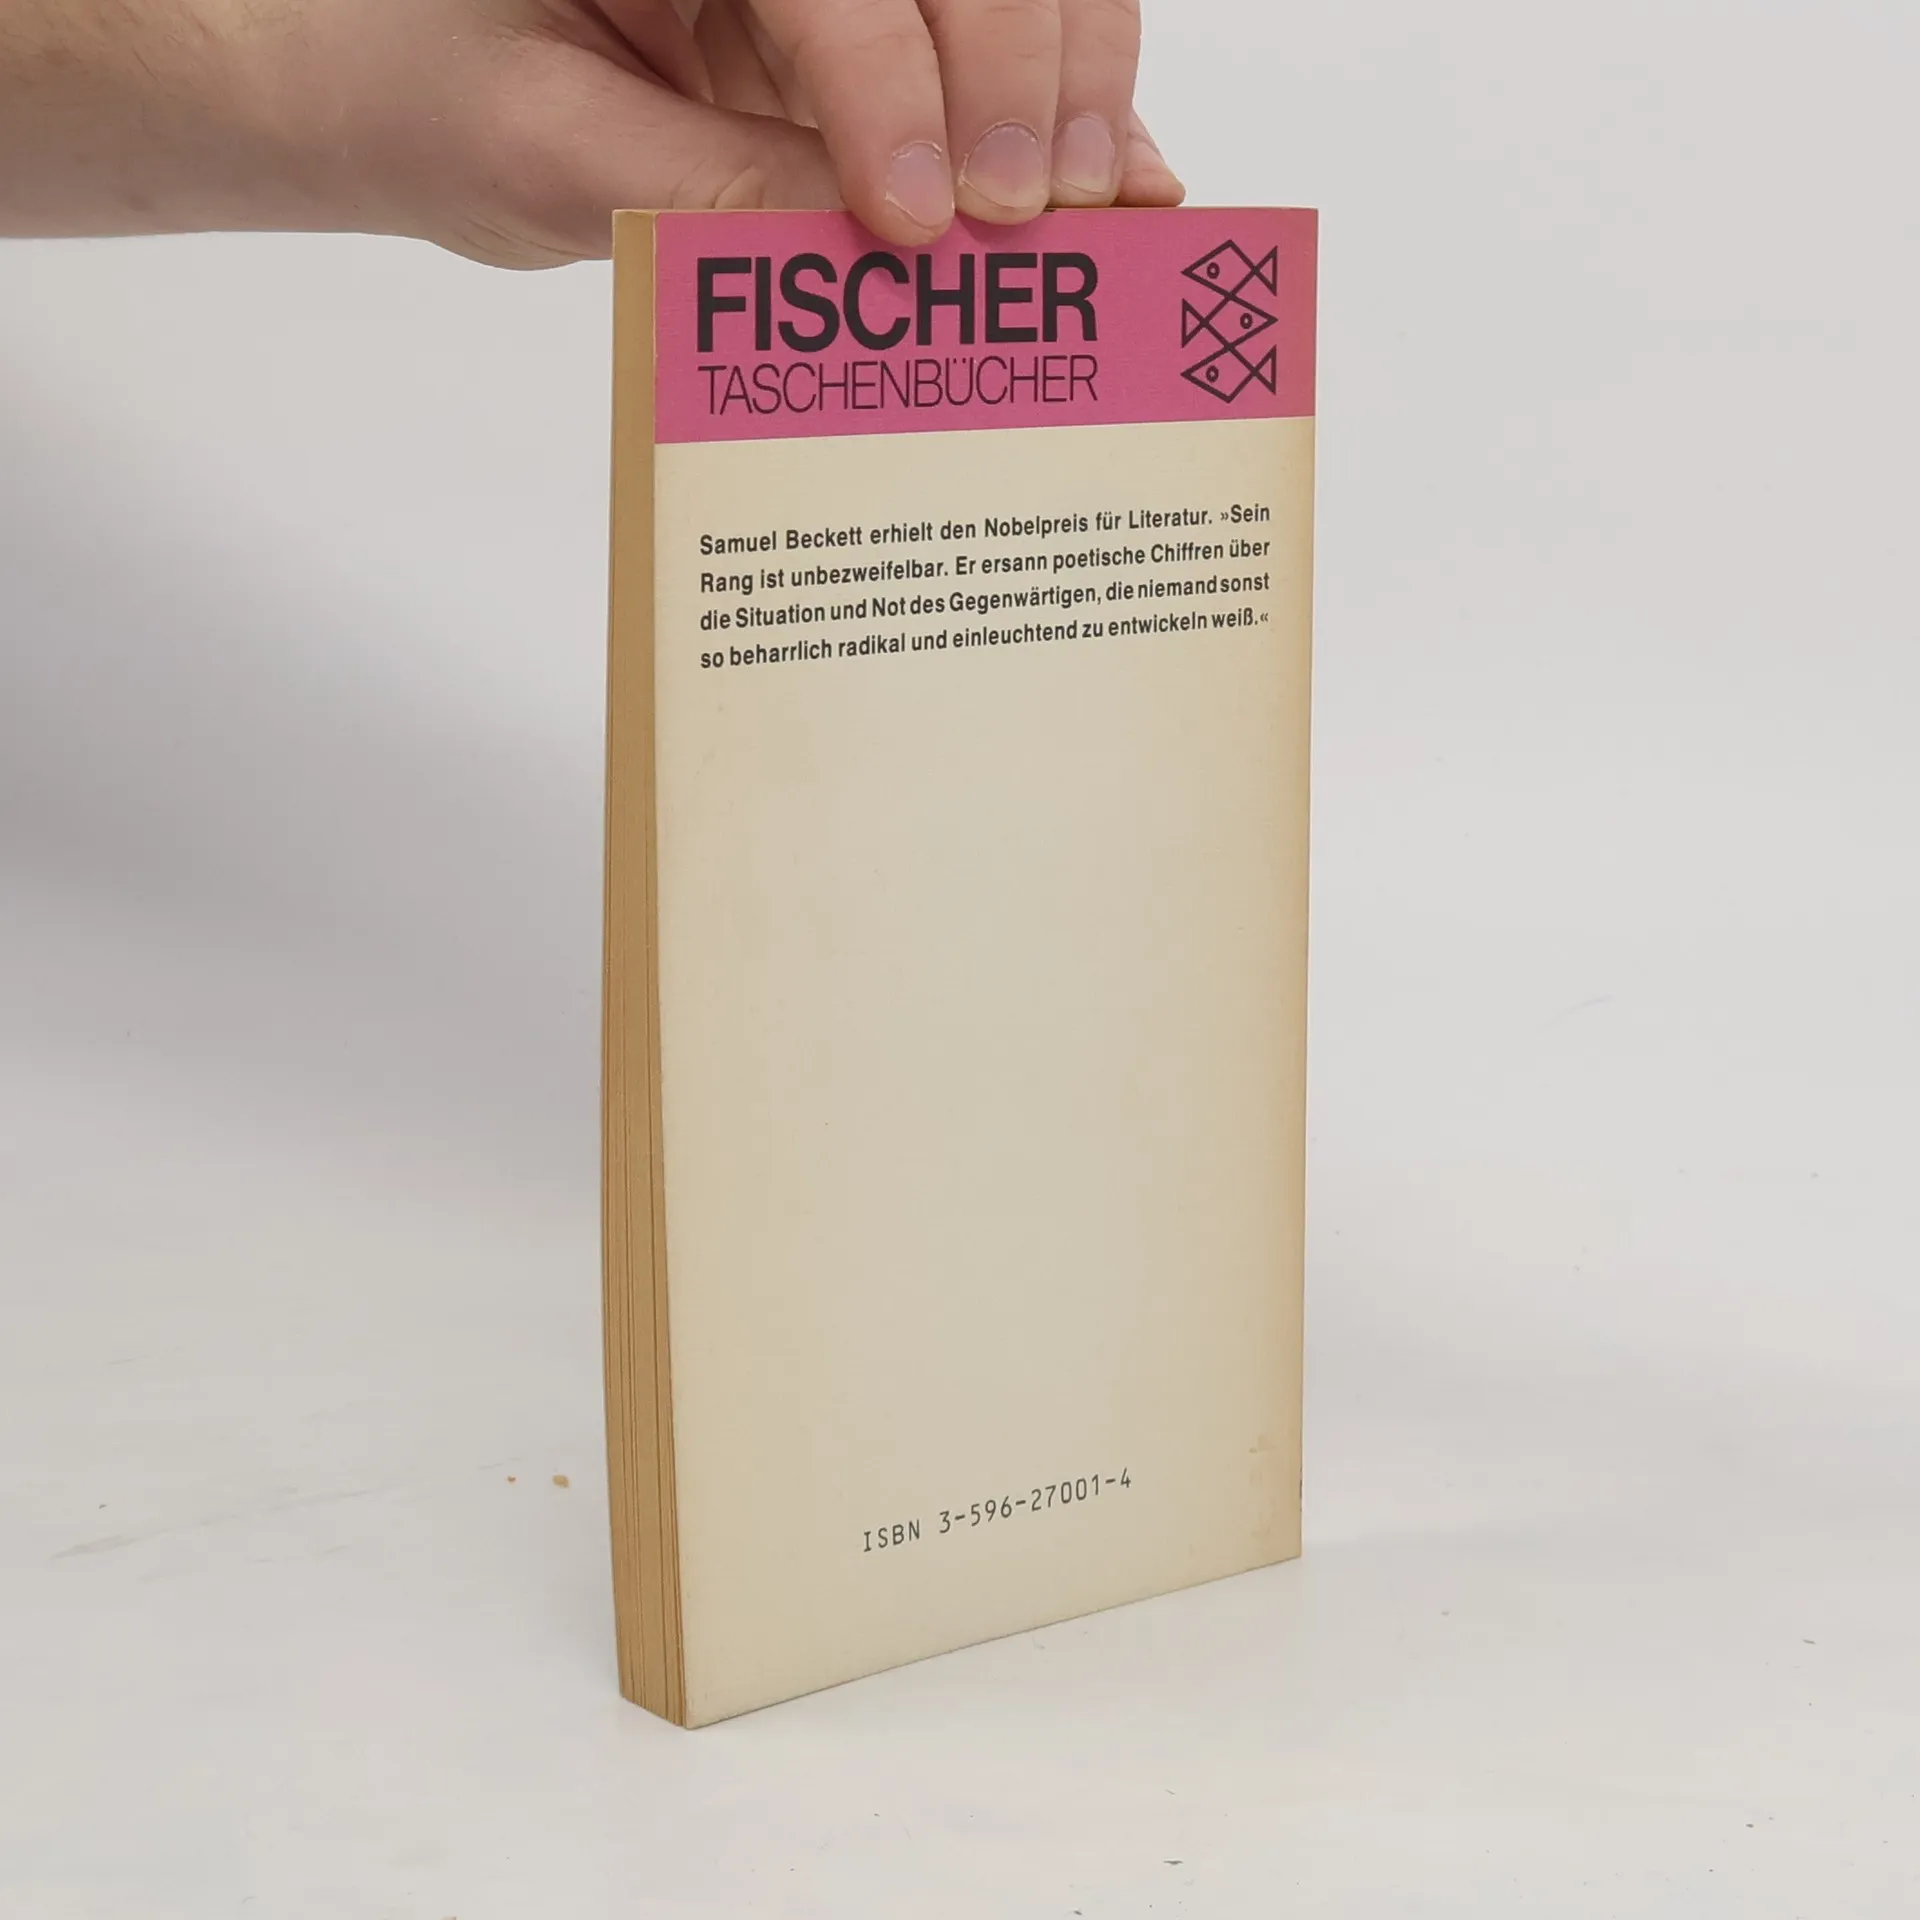 FISCHER
TASCHENBÜCHER
Samuel Beckett erhielt den Nobelpreis für Literatur. »Sein
Rang ist unbezweifelbar. Er ersann poetische Chiffren über
die Situation und Not des Gegenwärtigen, die niemand sonst
so beharrlich radikal und einleuchtend zu entwickeln weiß.«
ISBN 3-596-27001-4